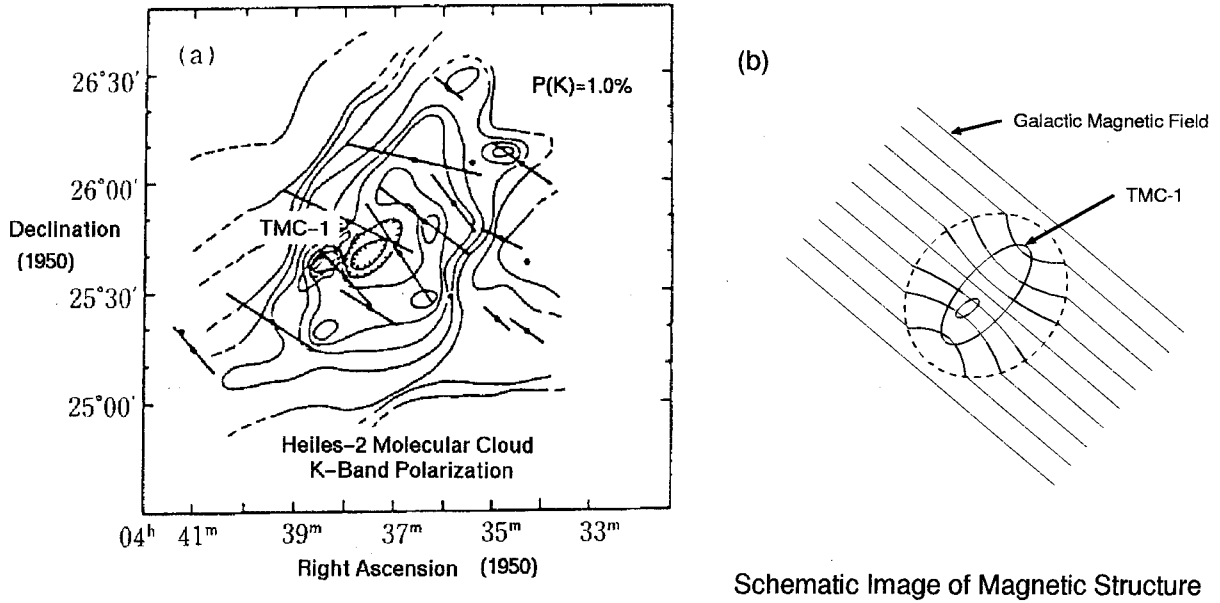 (a)
P(K)=1.0%
26°30′
26°00′
Declination
(1950)
25°30′
25°00′
TMC-1
Heiles-2 Molecular Cloud
K-Band Polarization
04ʰ 41ᵐ 39ᵐ 37ᵐ 35ᵐ 33ᵐ
Right Ascension (1950)
(b)
Galactic Magnetic Field
TMC-1
Schematic Image of Magnetic Structure